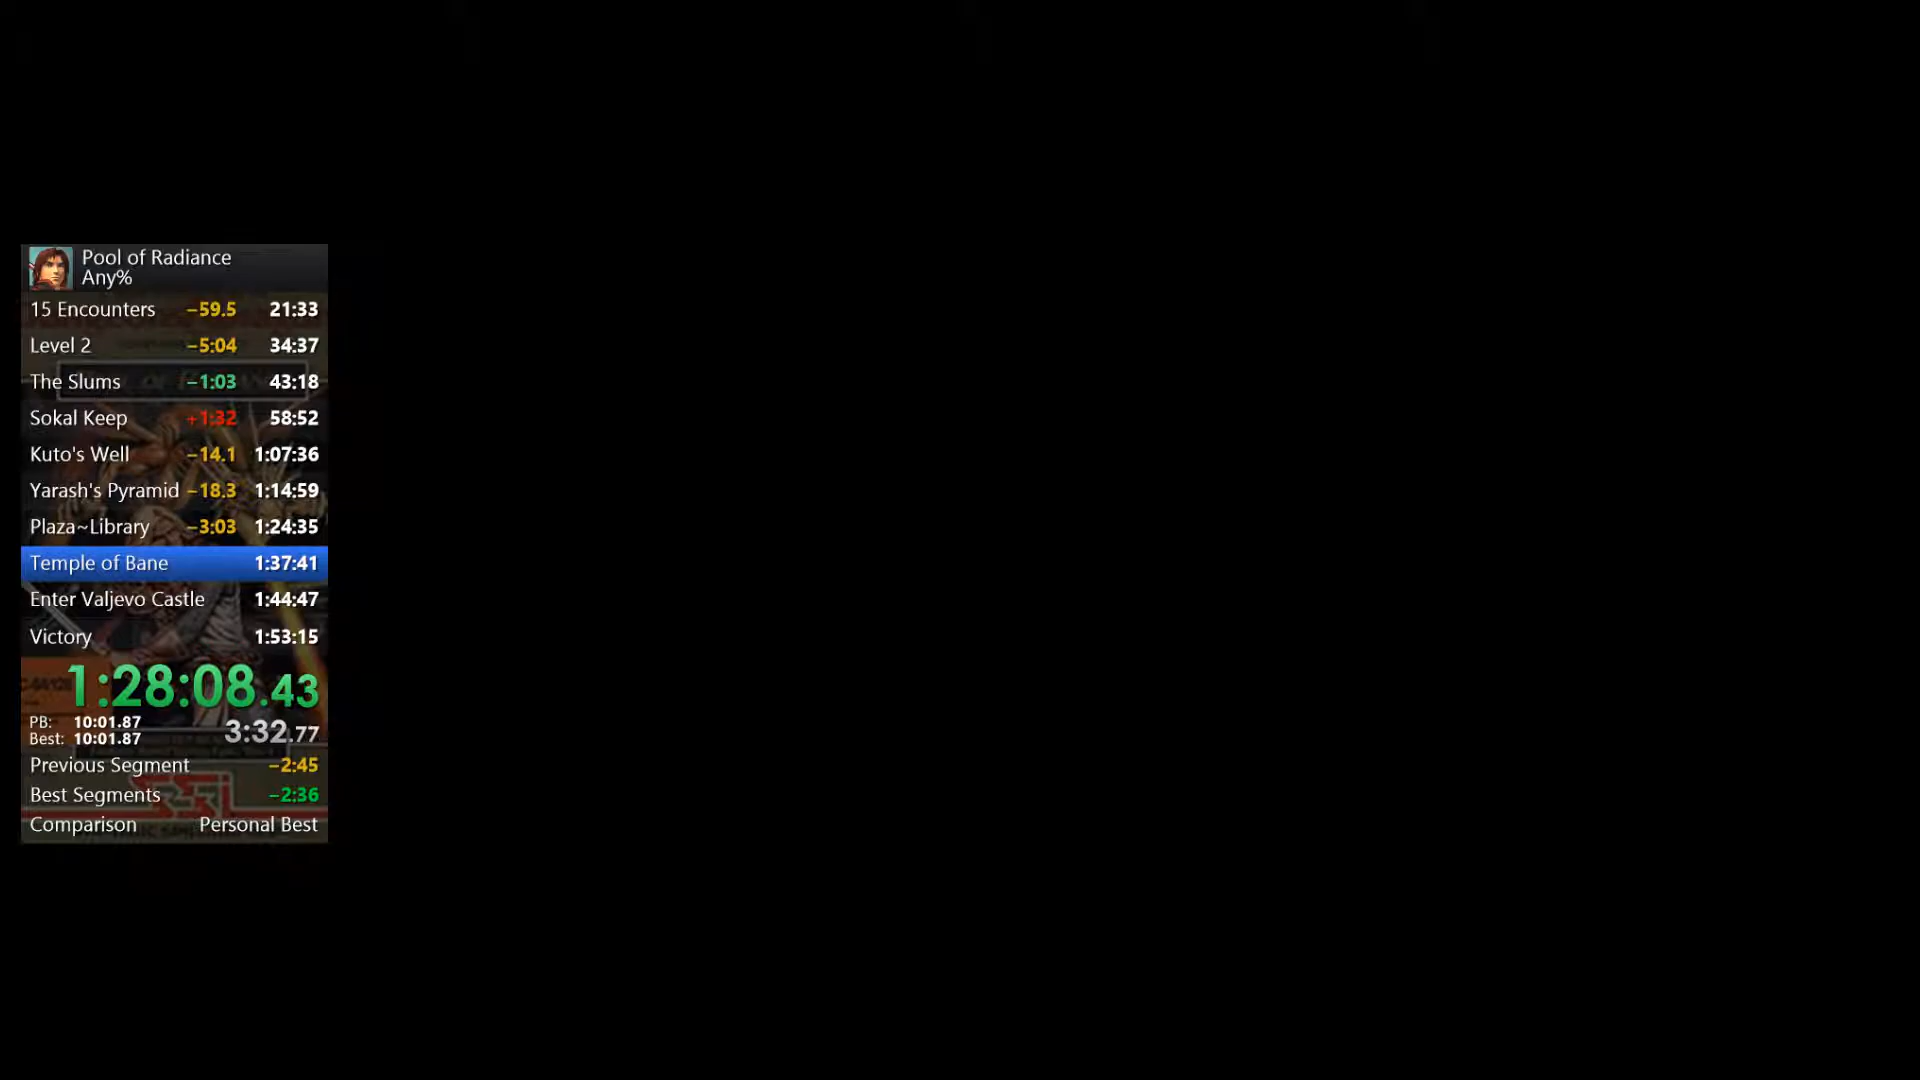 Pool of Radiance
Any%
15 Encounters −59.5 21:33
Level 2 −5:04 34:37
The Slums −1:03 43:18
Sokal Keep +1:32 58:52
Kuto's Well −14.1 1:07:36
Yarash's Pyramid −18.3 1:14:59
Plaza~Library −3:03 1:24:35
Temple of Bane 1:37:41
Enter Valjevo Castle 1:44:47
Victory 1:53:15
1:28:08.43
PB: 10:01.87
Best: 10:01.87
3:32.77
Previous Segment −2:45
Best Segments −2:36
Comparison Personal Best